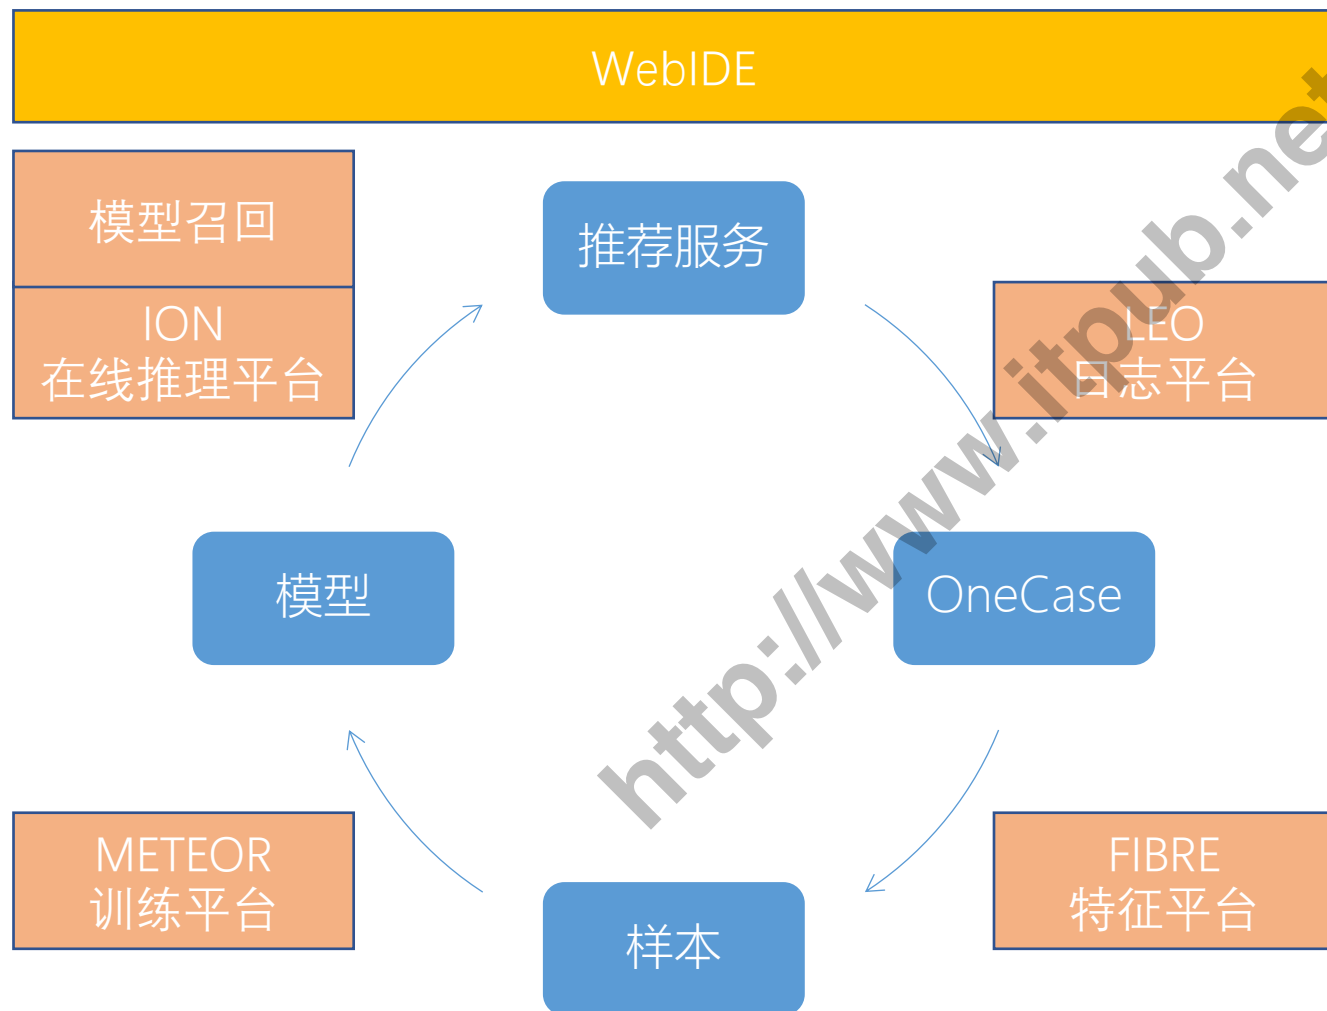 WebIDE
模型召回
推荐服务
ION
在线推理平台
LEO
日志平台
模型
OneCase
METEOR
训练平台
FIBRE
特征平台
样本
http://www.itpub.net